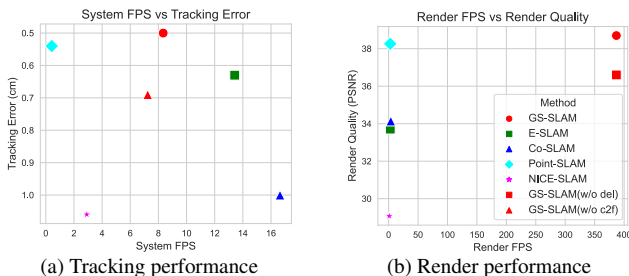 System FPS vs Tracking Error
0.5
0.6
0.7
0.8
0.9
1.0
Tracking Error (cm)
0 2 4 6 8 10 12 14 16
System FPS
(a) Tracking performance
Render FPS vs Render Quality
38
36
34
32
30
Render Quality (PSNR)
Method
GS-SLAM
E-SLAM
Co-SLAM
Point-SLAM
NICE-SLAM
GS-SLAM(w/o del)
GS-SLAM(w/o c2f)
0 50 100 150 200 250 300 350 400
Render FPS
(b) Render performance